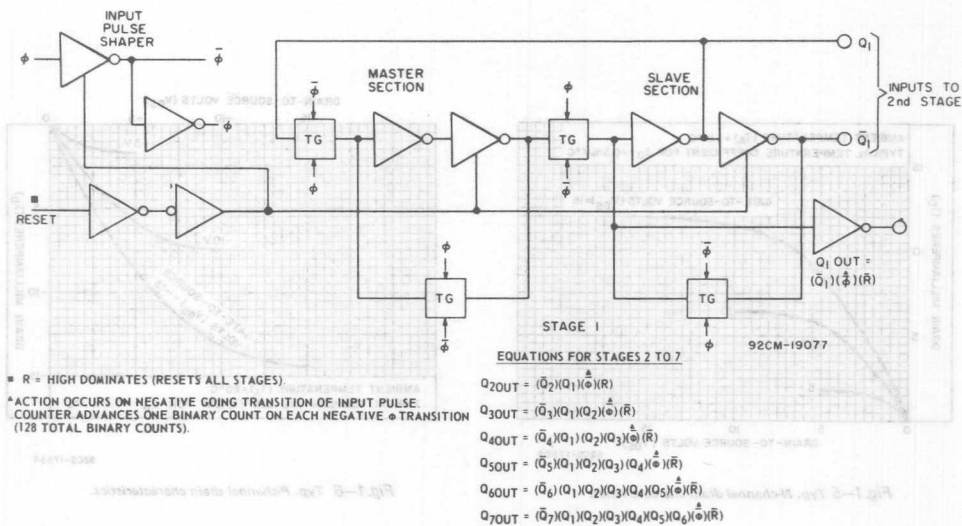 INPUT
PULSE
SHAPER
ϕ
ϕ̄
ϕ
RESET
MASTER
SECTION
SLAVE
SECTION
ϕ̄
TG
ϕ
ϕ
TG
ϕ̄
ϕ
TG
ϕ̄
ϕ̄
TG
ϕ
Q1
Q̄1
INPUTS TO
2nd STAGE
Q1 OUT =
(Q̄1)(ϕ̄)(R̄)
STAGE 1
92CM-19077
■ R = HIGH DOMINATES (RESETS ALL STAGES)
▲ ACTION OCCURS ON NEGATIVE GOING TRANSITION OF INPUT PULSE.
COUNTER ADVANCES ONE BINARY COUNT ON EACH NEGATIVE ϕ TRANSITION
(128 TOTAL BINARY COUNTS).
EQUATIONS FOR STAGES 2 TO 7
Q2OUT = (Q̄2)(Q1)(ϕ̄▲)(R)
Q3OUT = (Q̄3)(Q1)(Q2)(ϕ̄▲)(R̄)
Q4OUT = (Q̄4)(Q1)(Q2)(Q3)(ϕ̄▲)(R̄)
Q5OUT = (Q̄5)(Q1)(Q2)(Q3)(Q4)(ϕ̄▲)(R̄)
Q6OUT = (Q̄6)(Q1)(Q2)(Q3)(Q4)(Q5)(ϕ̄▲)(R̄)
Q7OUT = (Q̄7)(Q1)(Q2)(Q3)(Q4)(Q5)(Q6)(ϕ̄▲)(R̄)